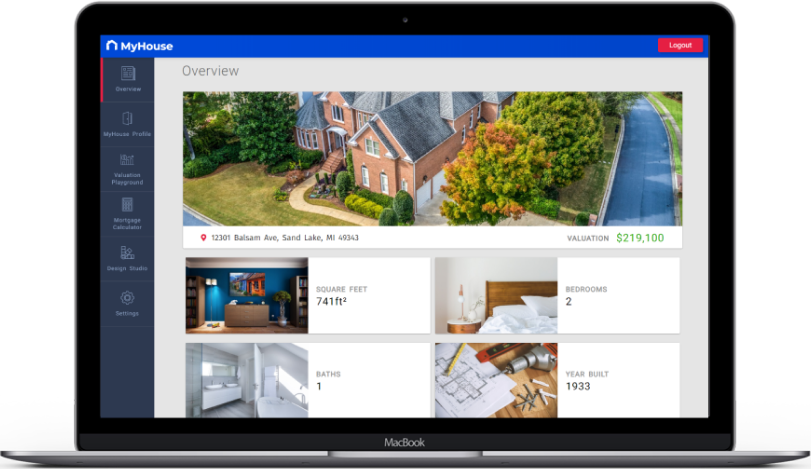 MyHouse
Logout
Overview
Overview
MyHouse Profile
Valuation
Playground
Mortgage
Calculator
Design Studio
Settings
12301 Balsam Ave, Sand Lake, MI 49343
VALUATION $219,100
SQUARE FEET
741ft²
BEDROOMS
2
BATHS
1
YEAR BUILT
1933
MacBook